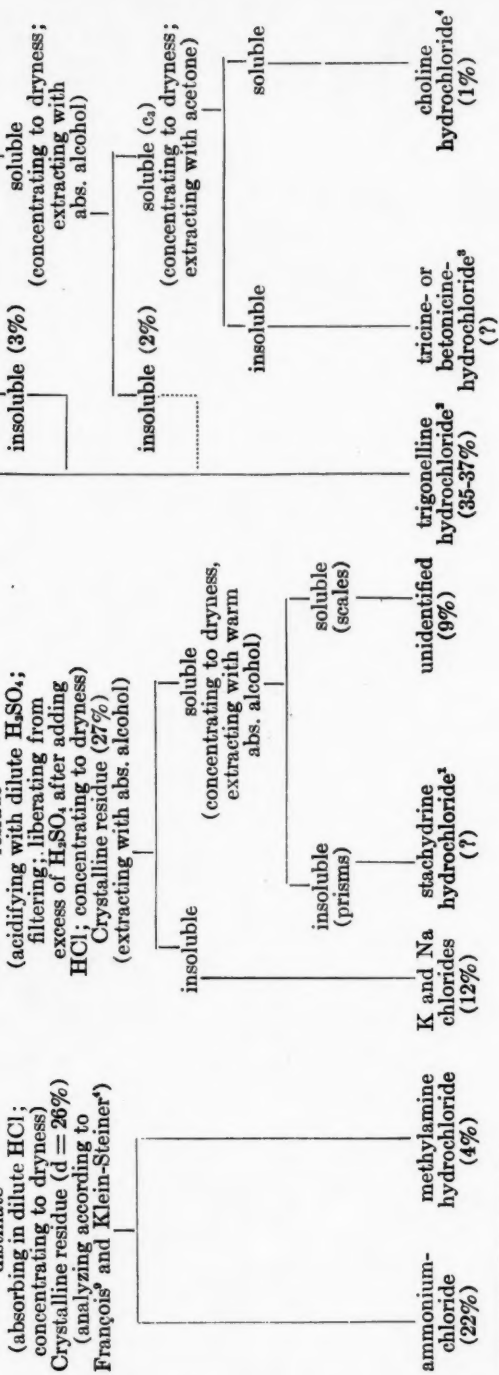 (absorbing in dilute HCl;
concentrating to dryness)
Crystalline residue (d = 26%)
(analyzing according to
François⁹ and Klein-Steiner⁴)
ammonium-
chloride
(22%)
methylamine
hydrochloride
(4%)
(acidifying with dilute H₂SO₄;
filtering; liberating from
excess of H₂SO₄ after adding
HCl; concentrating to dryness)
Crystalline residue (27%)
(extracting with abs. alcohol)
insoluble
soluble
(concentrating to dryness,
extracting with warm
abs. alcohol)
insoluble
(prisms)
soluble
(scales)
K and Na
chlorides
(12%)
stachydrine
hydrochloride²
(?)
unidentified
(9%)
insoluble (3%)
soluble
(concentrating to dryness;
extracting with
abs. alcohol)
insoluble (2%)
soluble (c₂)
(concentrating to dryness;
extracting with acetone)
insoluble
soluble
trigonelline
hydrochloride²
(35-37%)
tricine- or
betonicine-
hydrochloride³
(?)
choline
hydrochloride⁴
(1%)